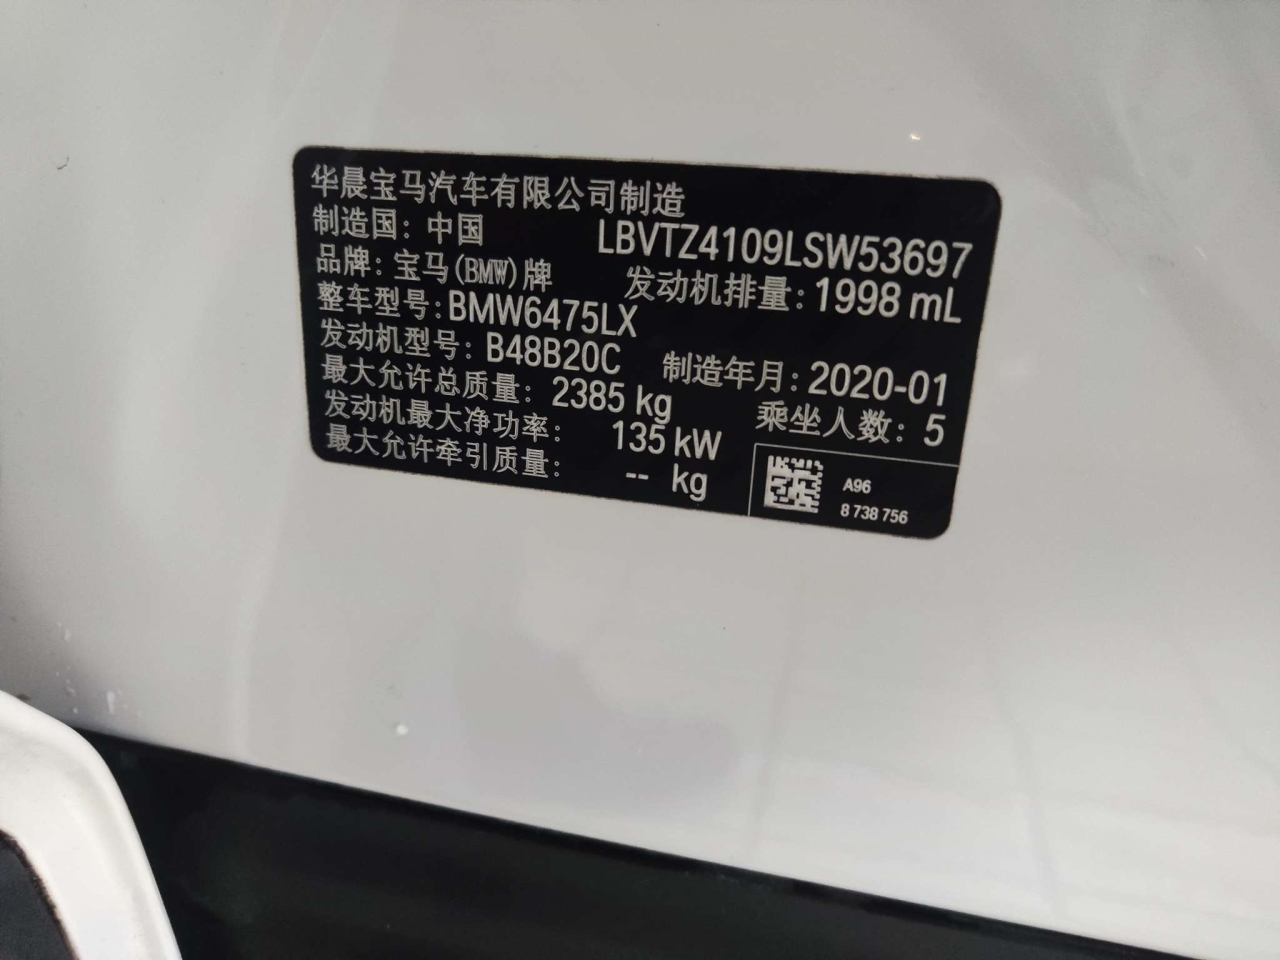 华晨宝马汽车有限公司制造
制造国：中国 LBVTZ4109LSW53697
品牌：宝马(BMW)牌 发动机排量：1998 mL
整车型号：BMW6475LX
发动机型号：B48B20C 制造年月：2020-01
最大允许总质量：2385 kg 乘坐人数：5
发动机最大净功率：135 kW
最大允许牵引质量：-- kg
A96
8 738 756